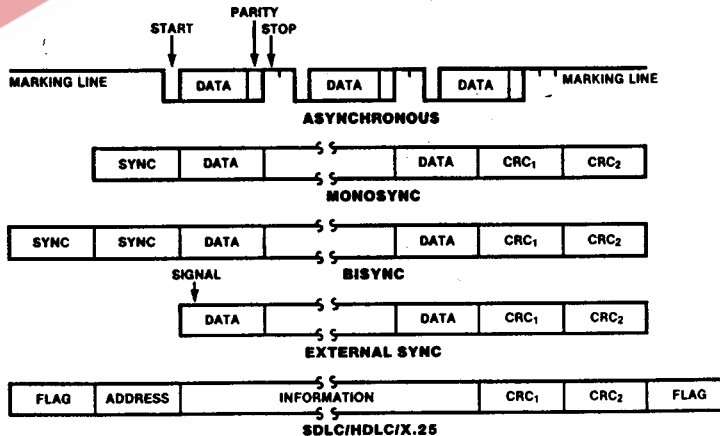 PARITY
START STOP
MARKING LINE DATA DATA DATA MARKING LINE
ASYNCHRONOUS
SYNC DATA DATA CRC1 CRC2
MONOSYNC
SYNC SYNC DATA DATA CRC1 CRC2
BISYNC
SIGNAL
DATA DATA CRC1 CRC2
EXTERNAL SYNC
FLAG ADDRESS INFORMATION CRC1 CRC2 FLAG
SDLC/HDLC/X.25